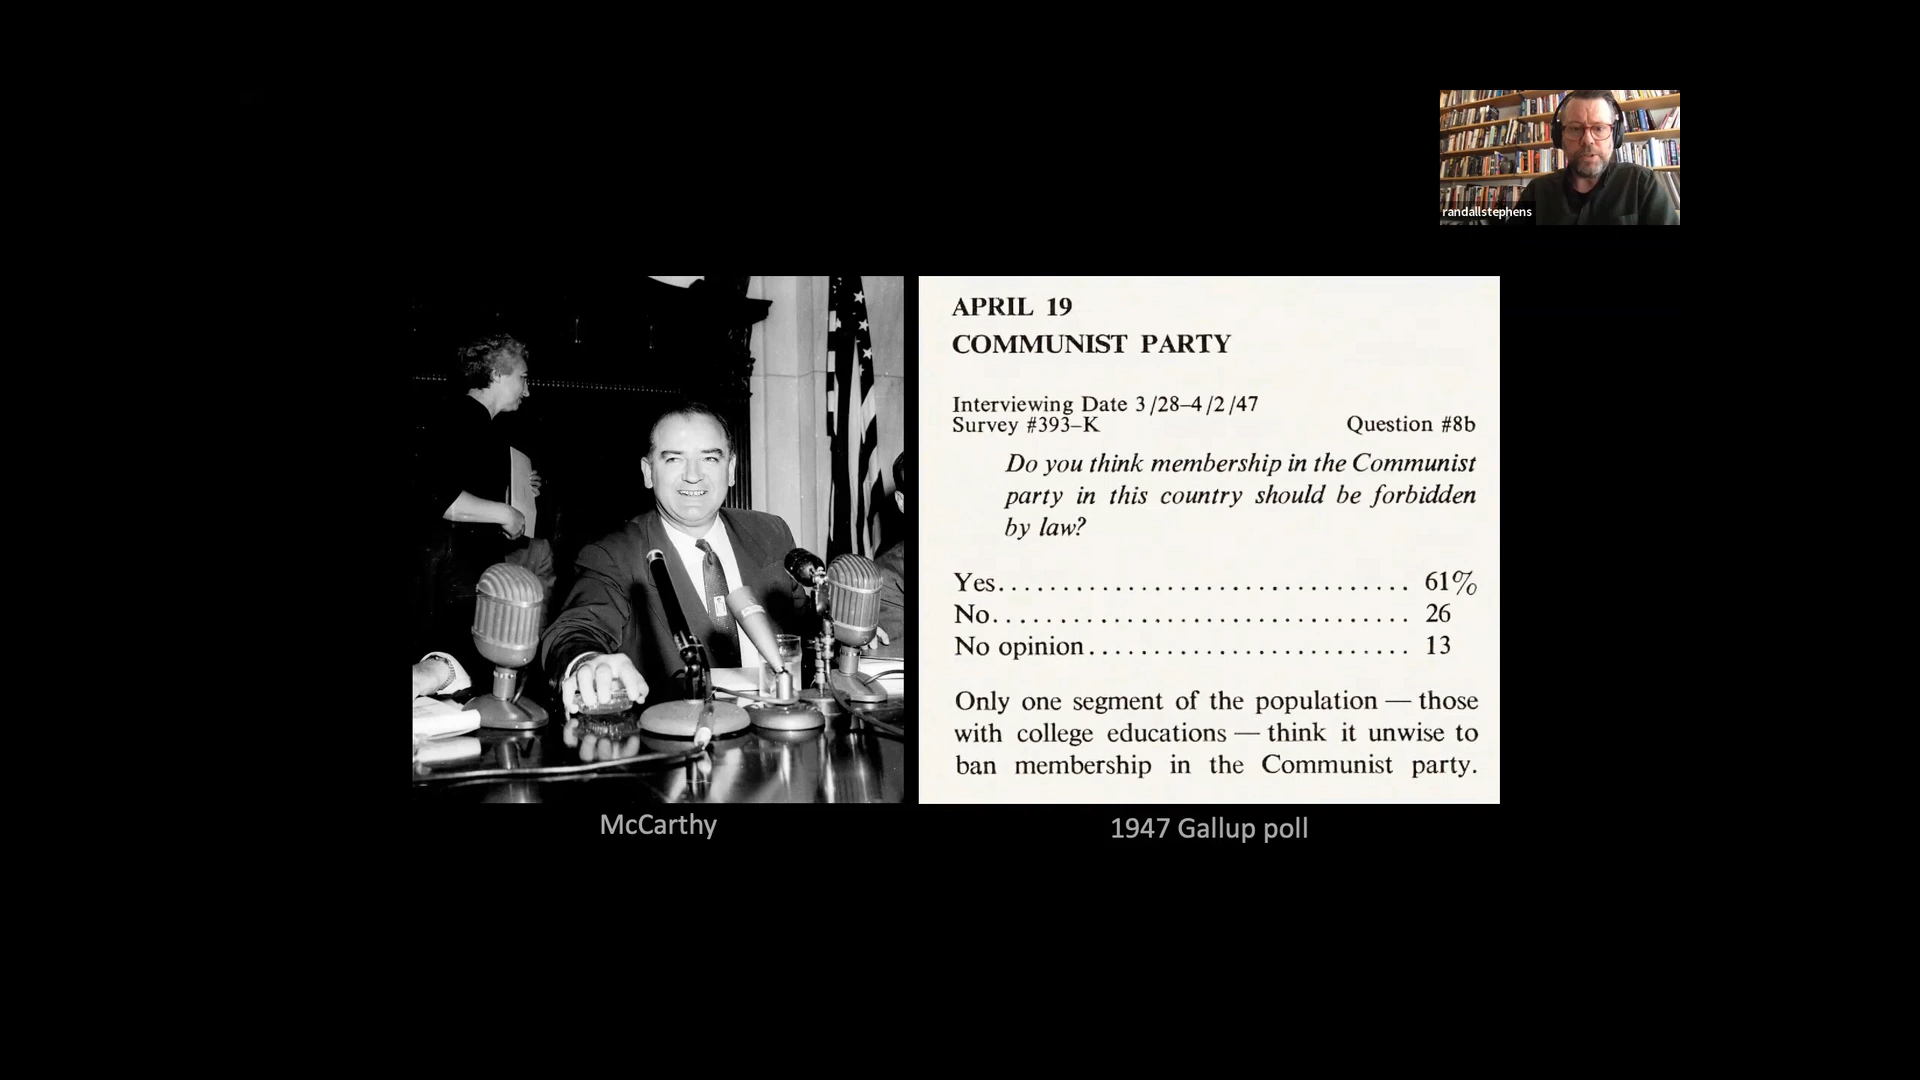 randallstephens
APRIL 19
COMMUNIST PARTY
Interviewing Date 3/28–4/2/47
Survey #393–K Question #8b
Do you think membership in the Communist
party in this country should be forbidden
by law?
Yes................................ 61%
No................................ 26
No opinion........................ 13
Only one segment of the population — those
with college educations — think it unwise to
ban membership in the Communist party.
McCarthy
1947 Gallup poll